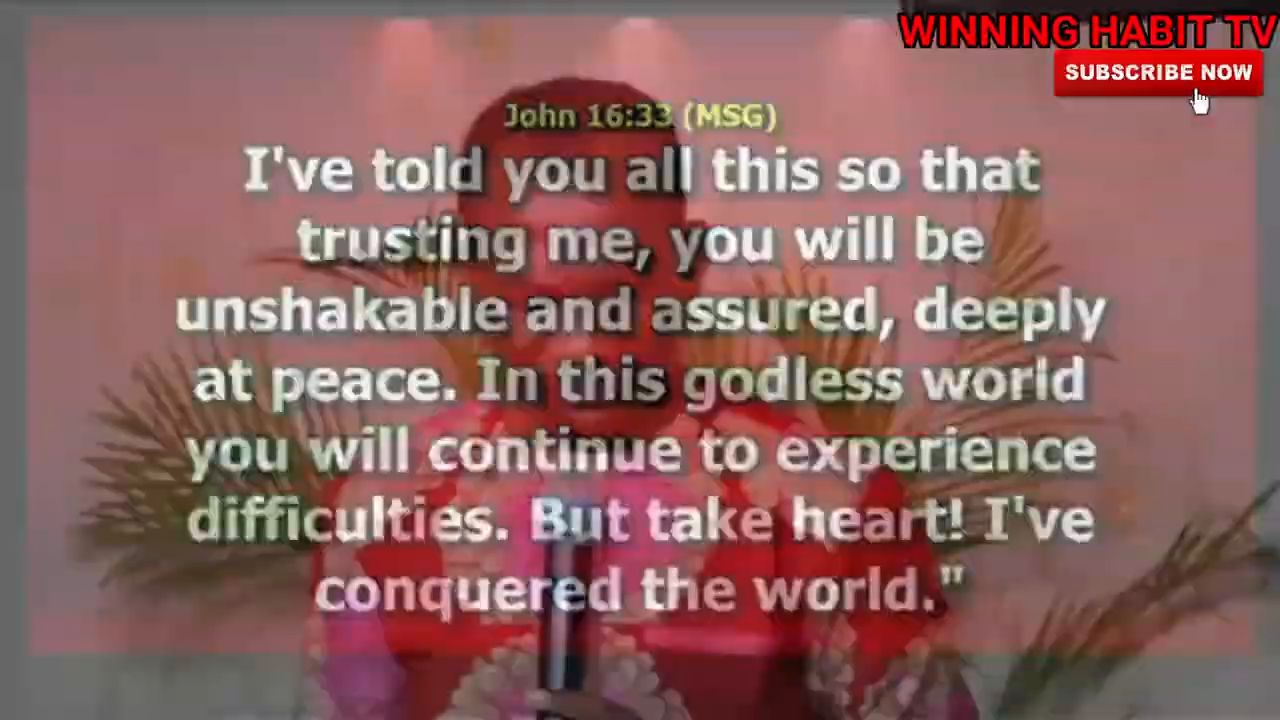 WINNING HABIT TV
SUBSCRIBE NOW
John 16:33 (MSG)
I've told you all this so that
trusting me, you will be
unshakable and assured, deeply
at peace. In this godless world
you will continue to experience
difficulties. But take heart! I've
conquered the world."